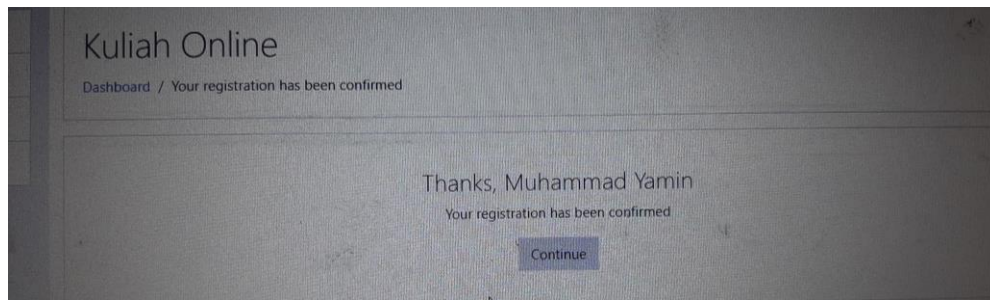 Kuliah Online
Dashboard / Your registration has been confirmed
Thanks, Muhammad Yamin
Your registration has been confirmed
Continue